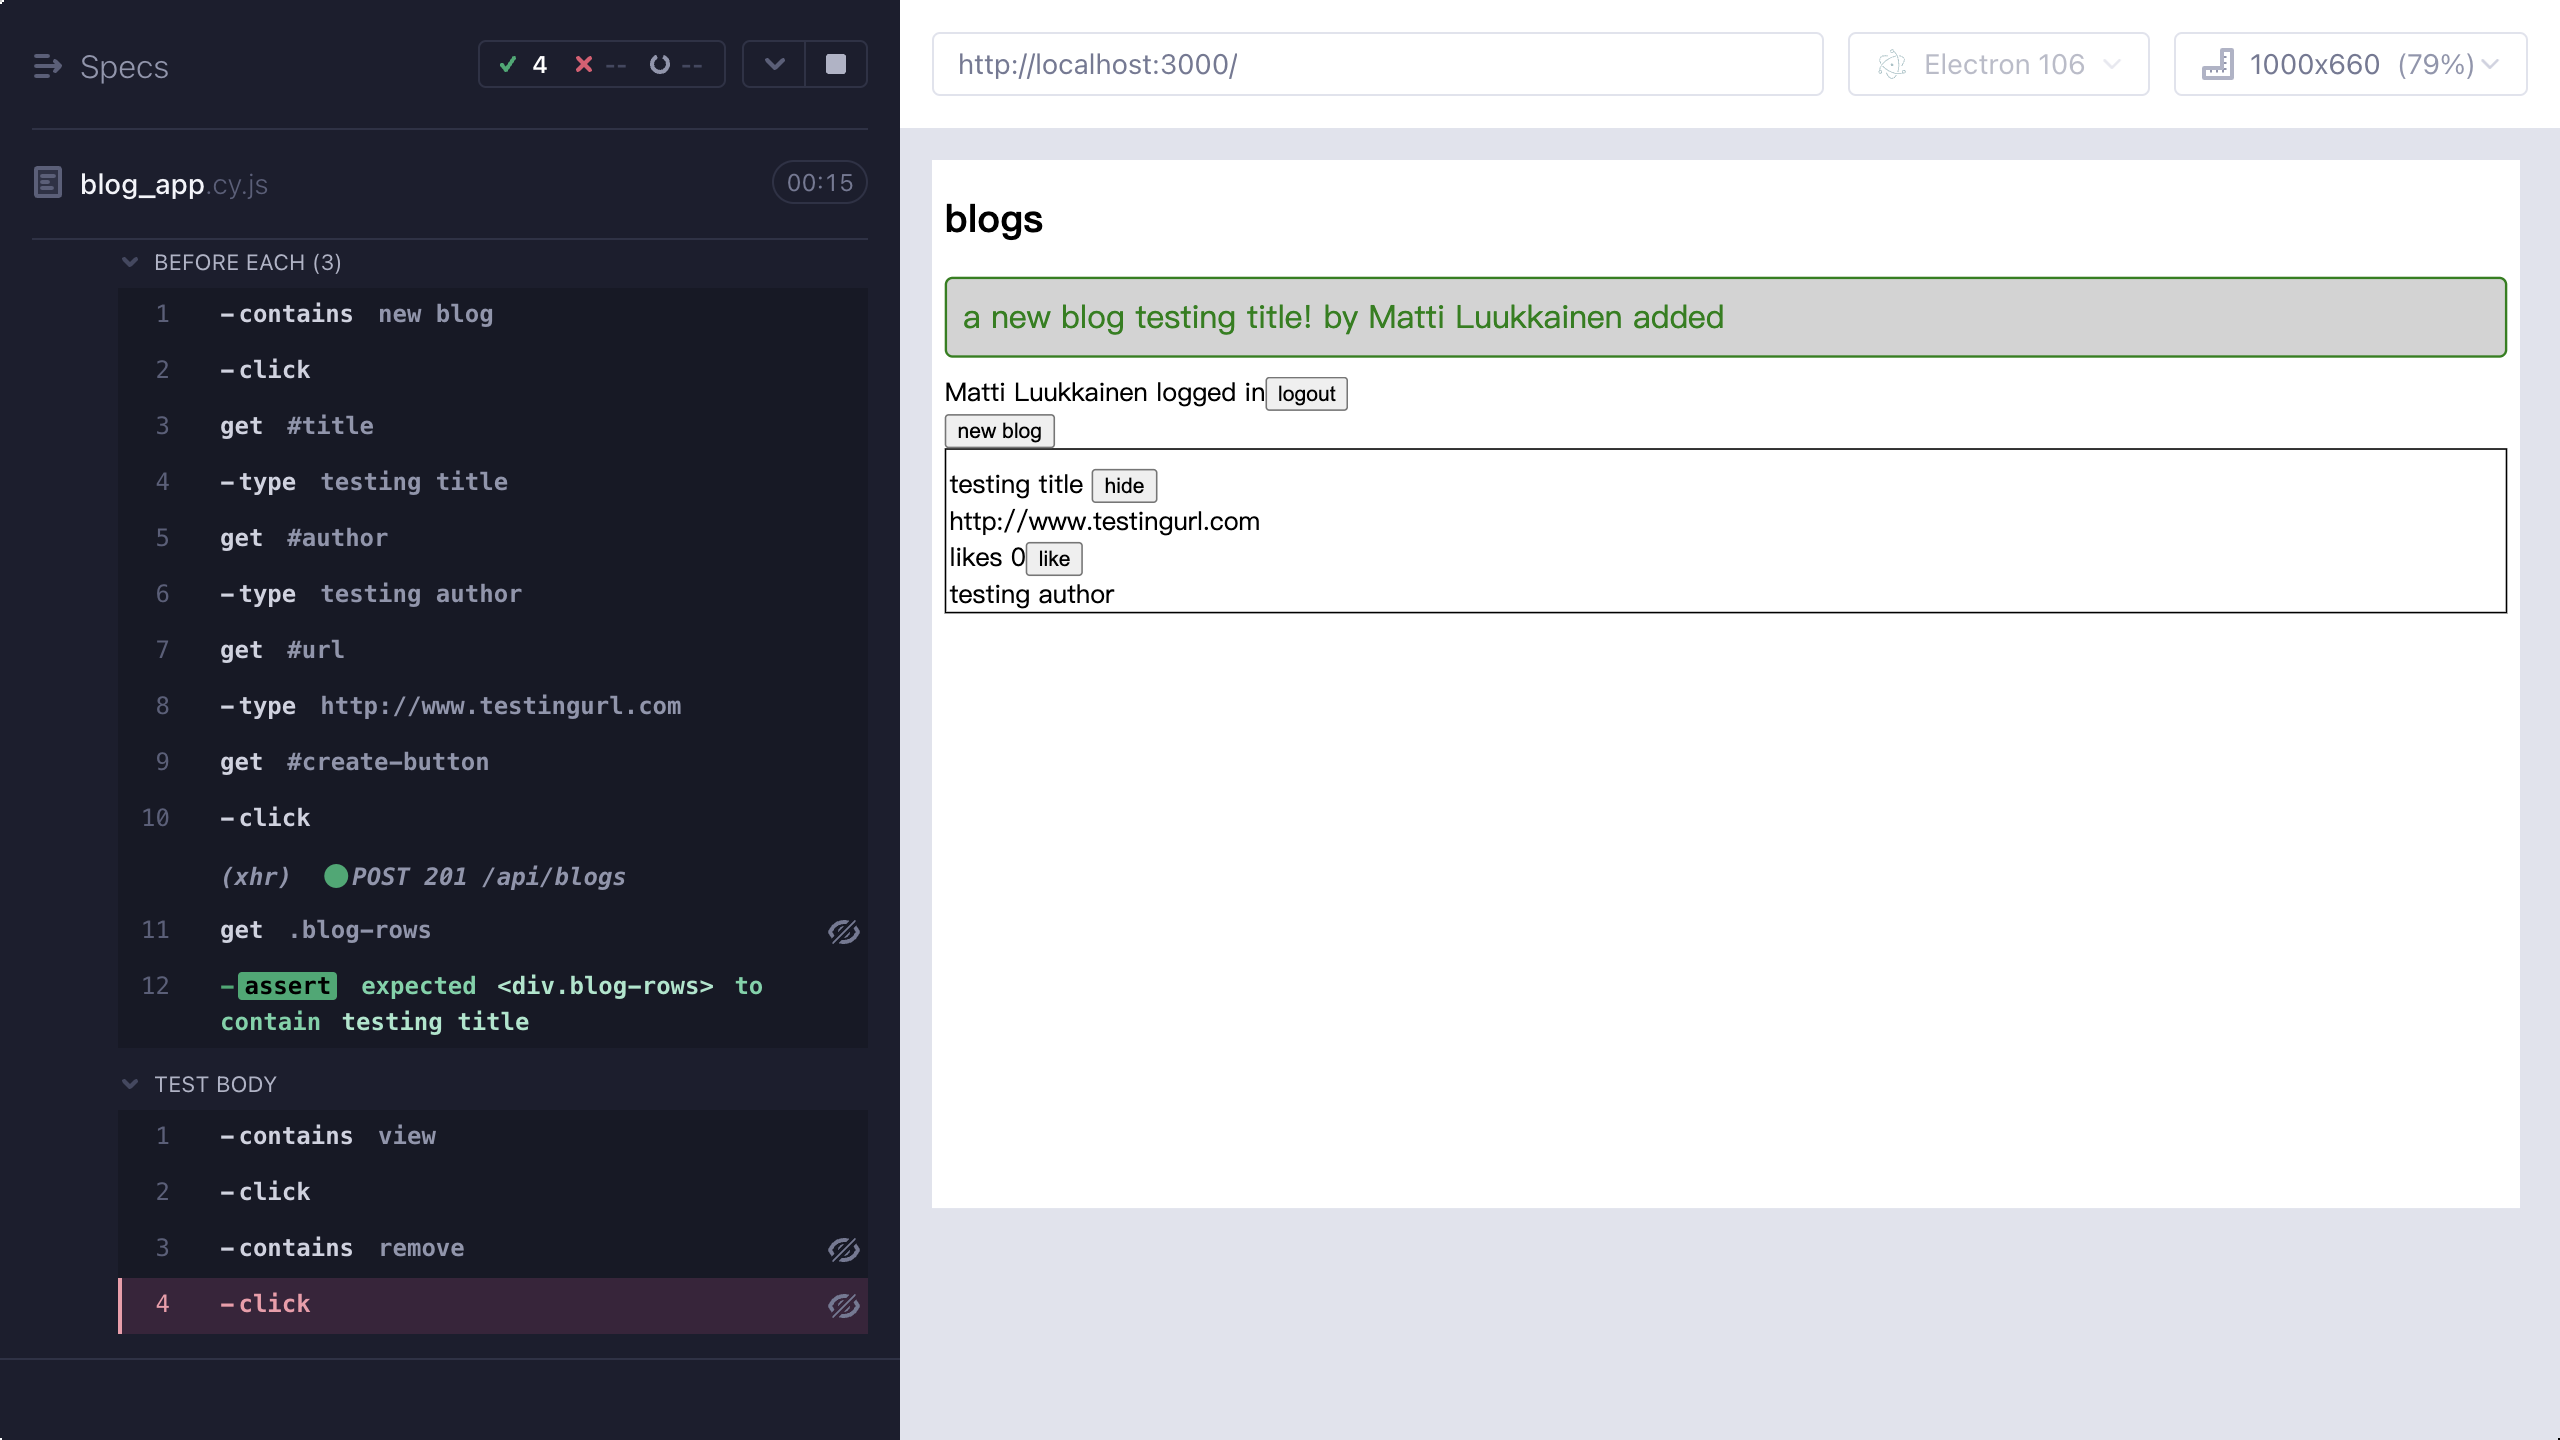 Specs
4 -- --
blog_app.cy.js
00:15
BEFORE EACH (3)
1 -contains new blog
2 -click
3 get #title
4 -type testing title
5 get #author
6 -type testing author
7 get #url
8 -type http://www.testingurl.com
9 get #create-button
10 -click
(xhr) POST 201 /api/blogs
11 get .blog-rows
12 -assert expected <div.blog-rows> to
contain testing title
TEST BODY
1 -contains view
2 -click
3 -contains remove
4 -click
http://localhost:3000/
Electron 106
1000x660 (79%)
blogs
a new blog testing title! by Matti Luukkainen added
Matti Luukkainen logged in logout
new blog
testing title hide
http://www.testingurl.com
likes 0 like
testing author